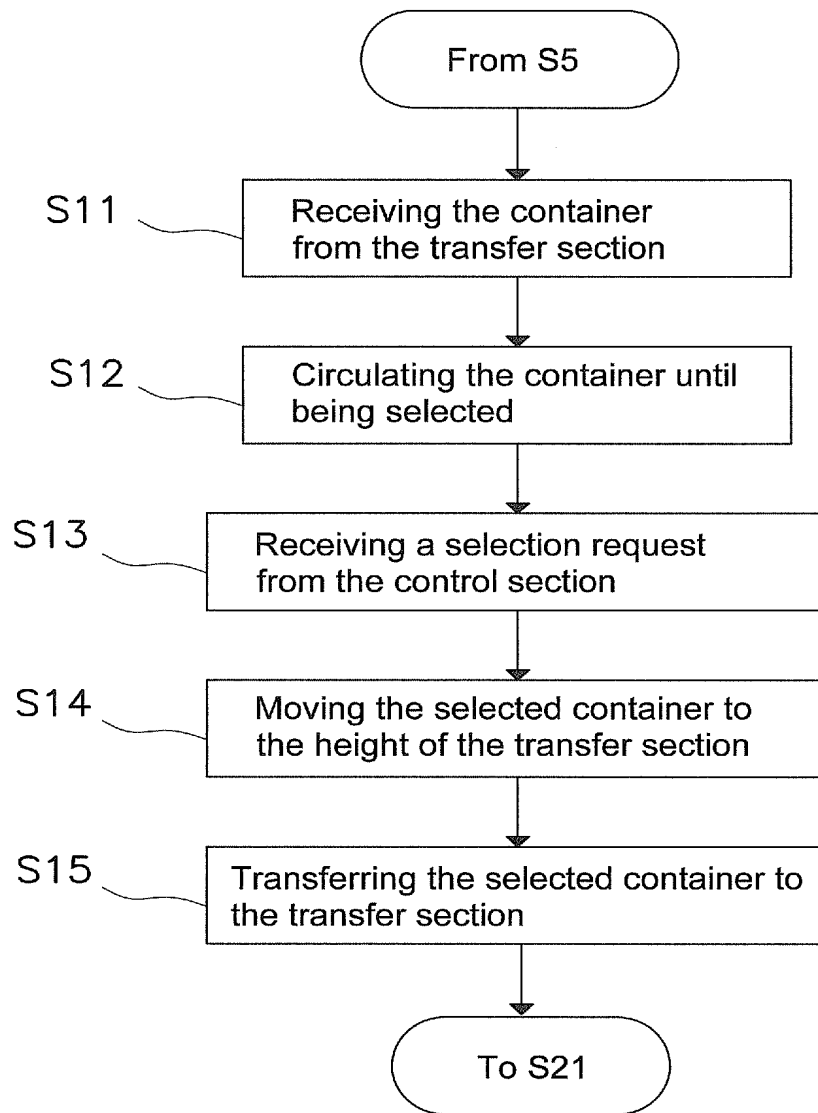 From S5
S11
Receiving the container
from the transfer section
S12
Circulating the container until
being selected
S13
Receiving a selection request
from the control section
S14
Moving the selected container to
the height of the transfer section
S15
Transferring the selected container to
the transfer section
To S21